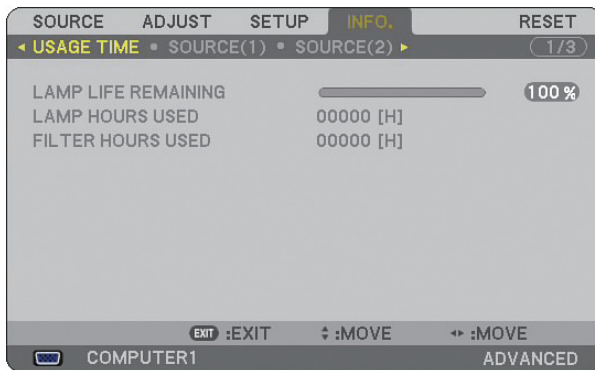 SOURCE ADJUST SETUP INFO. RESET
USAGE TIME SOURCE(1) SOURCE(2) 1/3
LAMP LIFE REMAINING 100 %
LAMP HOURS USED 00000 [H]
FILTER HOURS USED 00000 [H]
EXIT :EXIT :MOVE :MOVE
COMPUTER1 ADVANCED